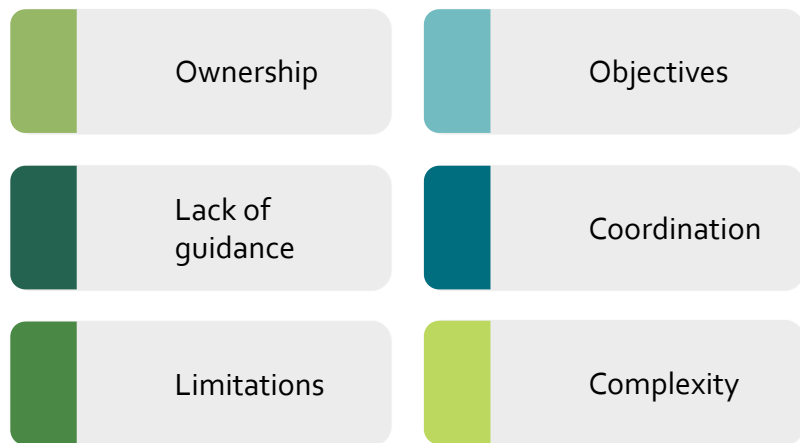 Ownership
Objectives
Lack of
guidance
Coordination
Limitations
Complexity